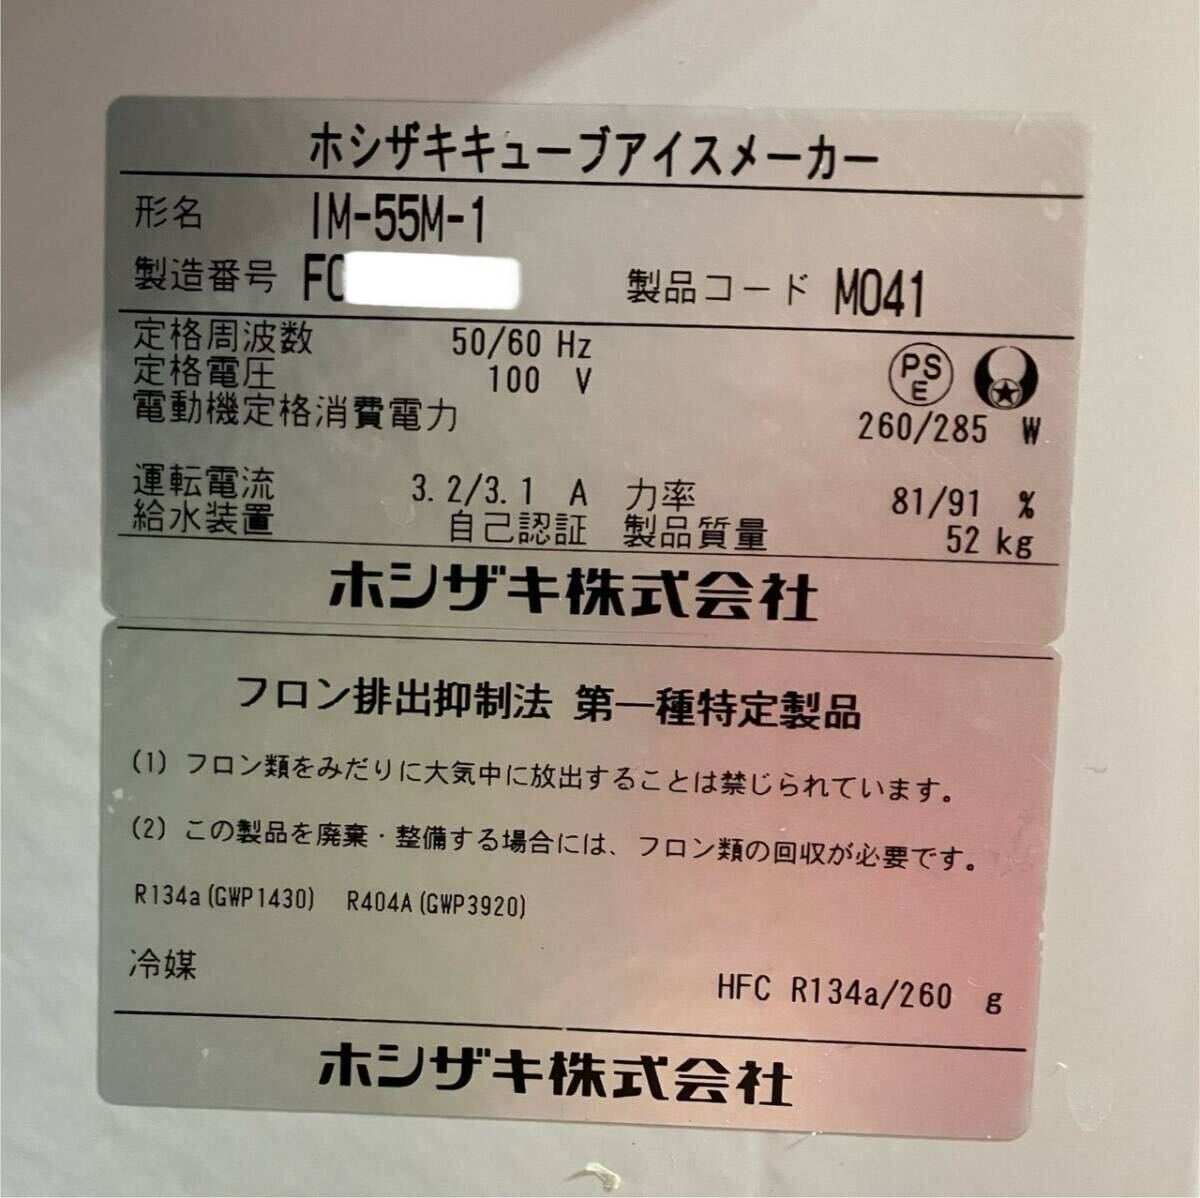 ホシザキキューブアイスメーカー
形名 IM-55M-1
製造番号 F0 製品コード M041
定格周波数 50/60 Hz
定格電圧 100 V
PSE
電動機定格消費電力 260/285 W
運転電流 3.2/3.1 A 力率 81/91 %
給水装置 自己認証 製品質量 52 kg
ホシザキ株式会社
フロン排出抑制法 第一種特定製品
(1) フロン類をみだりに大気中に放出することは禁じられています。
(2) この製品を廃棄・整備する場合には、フロン類の回収が必要です。
R134a(GWP1430) R404A(GWP3920)
冷媒 HFC R134a/260 g
ホシザキ株式会社